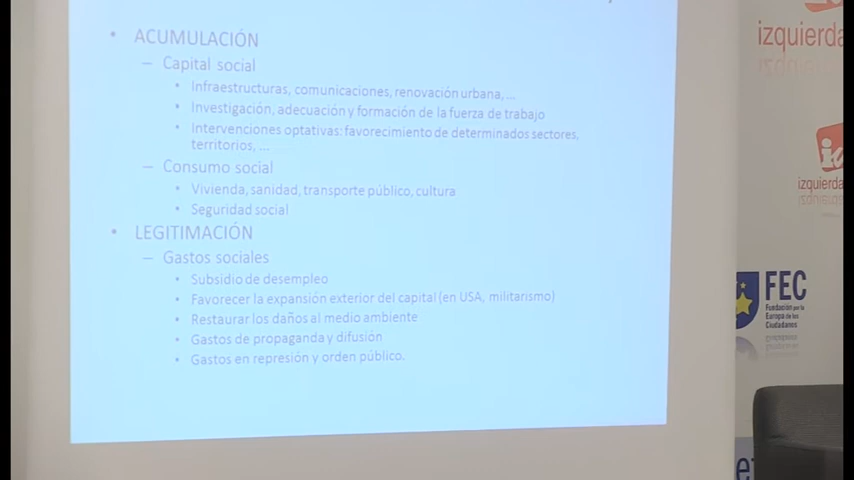 • ACUMULACIÓN
– Capital social
• Infraestructuras, comunicaciones, renovación urbana, ...
• Investigación, adecuación y formación de la fuerza de trabajo
• Intervenciones optativas: favorecimiento de determinados sectores,
territorios, ...
– Consumo social
• Vivienda, sanidad, transporte público, cultura
• Seguridad social
• LEGITIMACIÓN
– Gastos sociales
• Subsidio de desempleo
• Favorecer la expansión exterior del capital (en USA, militarismo)
• Restaurar los daños al medio ambiente
• Gastos de propaganda y difusión
• Gastos en represión y orden público.
izquierda
iu
izquierda
FEC
Fundación por la
Europa de los
Ciudadanos